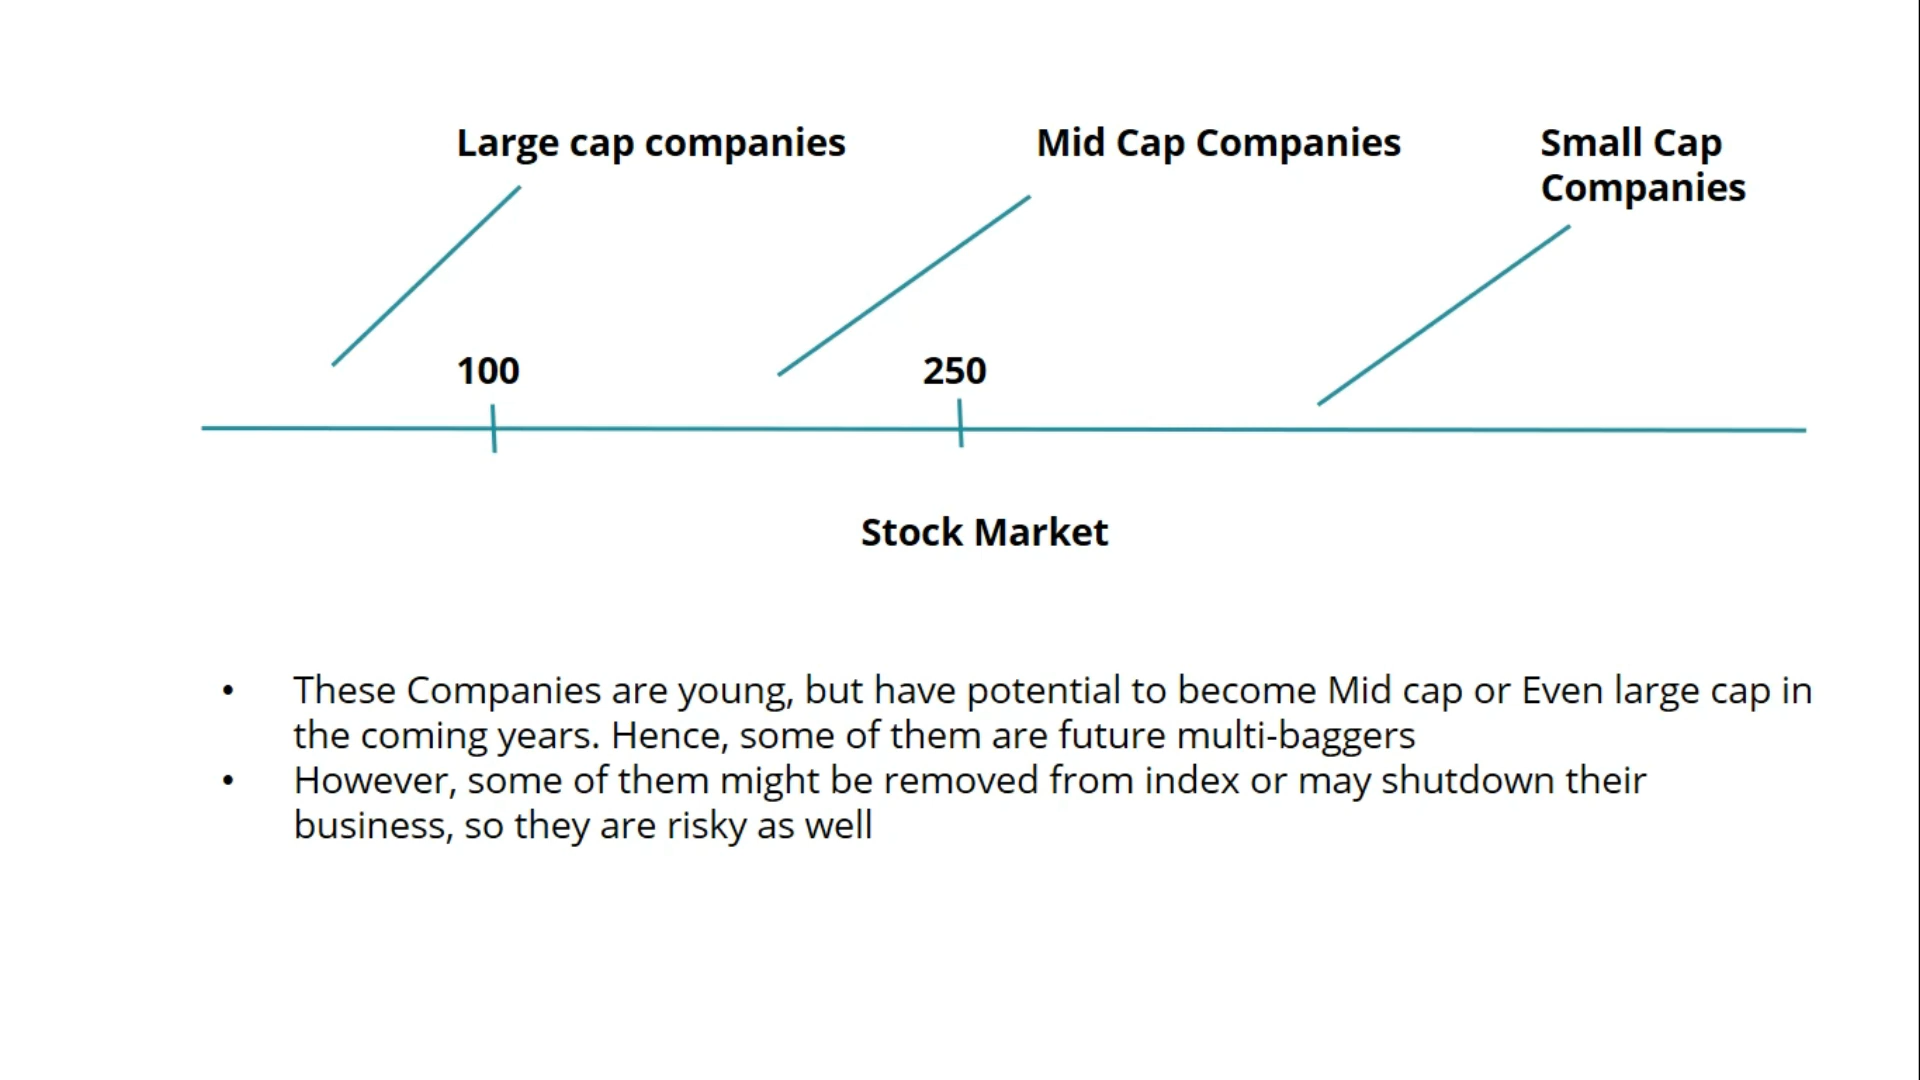 Large cap companies
Mid Cap Companies
Small Cap
Companies
100
250
Stock Market
• These Companies are young, but have potential to become Mid cap or Even large cap in
the coming years. Hence, some of them are future multi-baggers
• However, some of them might be removed from index or may shutdown their
business, so they are risky as well